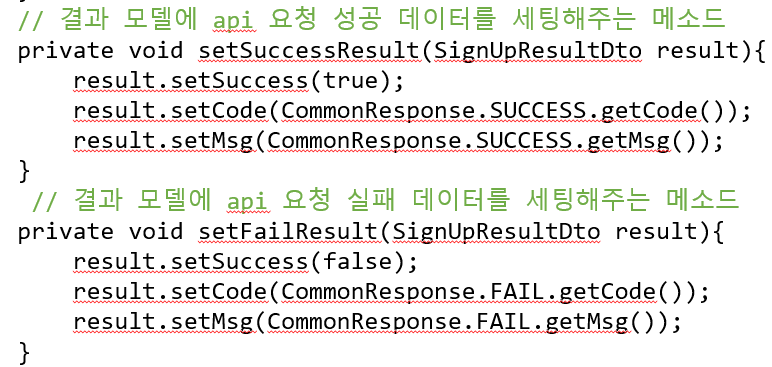 // 결과 모델에 api 요청 성공 데이터를 세팅해주는 메소드
private void setSuccessResult(SignUpResultDto result){
    result.setSuccess(true);
    result.setCode(CommonResponse.SUCCESS.getCode());
    result.setMsg(CommonResponse.SUCCESS.getMsg());
}
 // 결과 모델에 api 요청 실패 데이터를 세팅해주는 메소드
private void setFailResult(SignUpResultDto result){
    result.setSuccess(false);
    result.setCode(CommonResponse.FAIL.getCode());
    result.setMsg(CommonResponse.FAIL.getMsg());
}